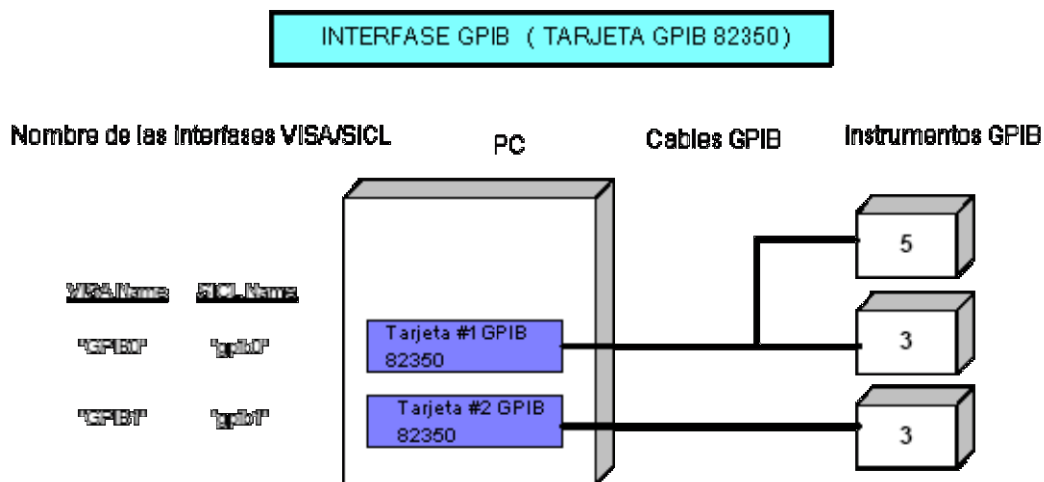 INTERFASE GPIB ( TARJETA GPIB 82350)
Nombre de las Interfases VISA/SICL
PC
Cables GPIB
Instrumentos GPIB
5
VISA Name
SICL Name
"GPIB0"
"gpib0"
Tarjeta #1 GPIB
82350
3
"GPIB1"
"gpib1"
Tarjeta #2 GPIB
82350
3